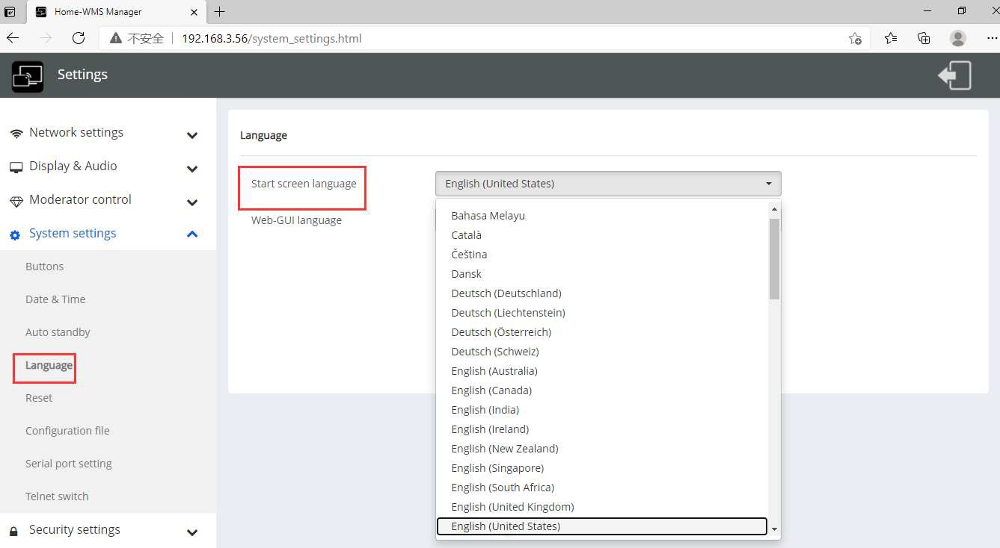 Home-WMS Manager
不安全
192.168.3.56/system_settings.html
Settings
Network settings
Display & Audio
Moderator control
System settings
Buttons
Date & Time
Auto standby
Language
Reset
Configuration file
Serial port setting
Telnet switch
Security settings
Language
Start screen language
English (United States)
Web-GUI language
Bahasa Melayu
Català
Čeština
Dansk
Deutsch (Deutschland)
Deutsch (Liechtenstein)
Deutsch (Österreich)
Deutsch (Schweiz)
English (Australia)
English (Canada)
English (India)
English (Ireland)
English (New Zealand)
English (Singapore)
English (South Africa)
English (United Kingdom)
English (United States)